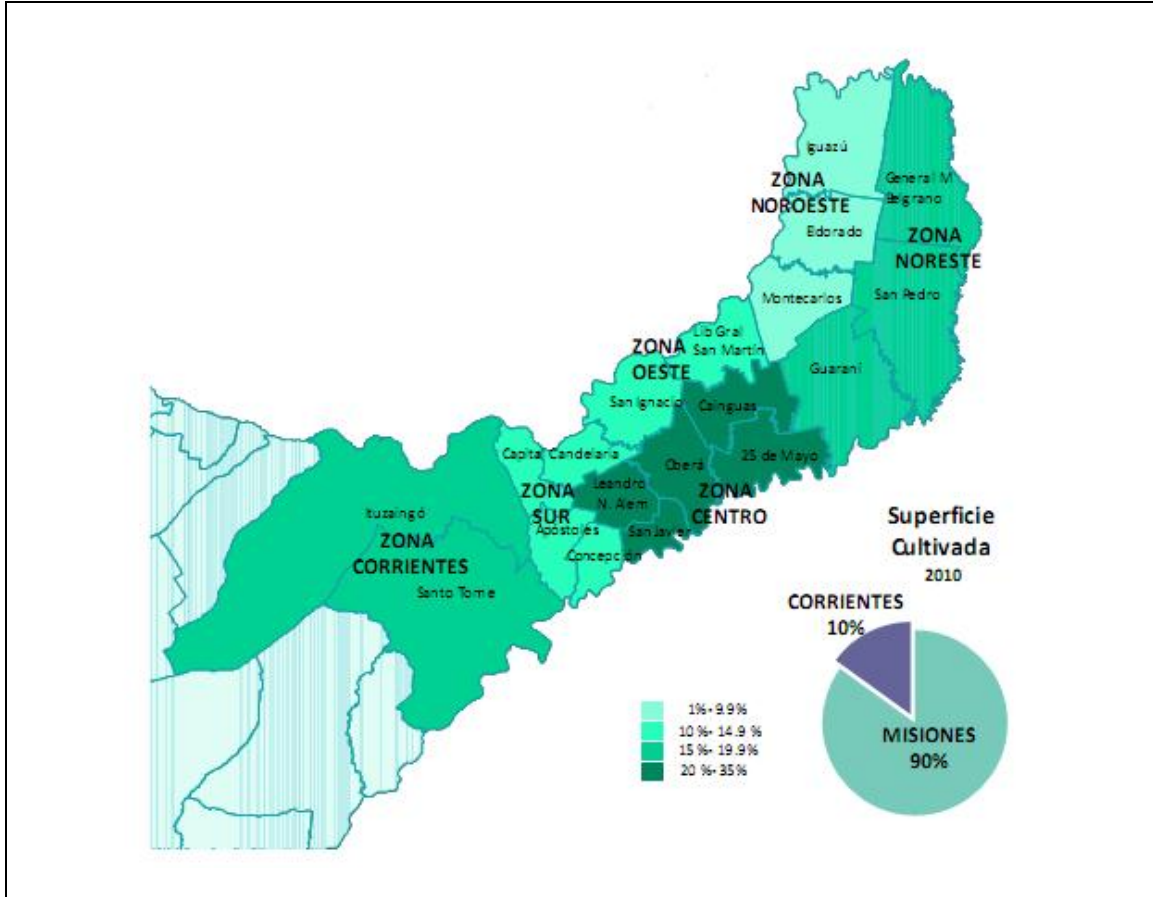 Iguazú
ZONA
NOROESTE
General M.
Belgrano
Eldorado
ZONA
NORESTE
Montecarlos
San Pedro
Lib Gral
San Martín
ZONA
OESTE
Guaraní
San Ignacio
Cainguas
Capital
Candelaria
Oberá
25 de Mayo
Leandro
N. Alem
ZONA
SUR
ZONA
CENTRO
Apóstoles
San Javier
Concepción
Ituzaingó
ZONA
CORRIENTES
Santo Tome
Superficie
Cultivada
2010
CORRIENTES
10%
MISIONES
90%
1%-9.9%
10%-14.9%
15%-19.9%
20%-35%